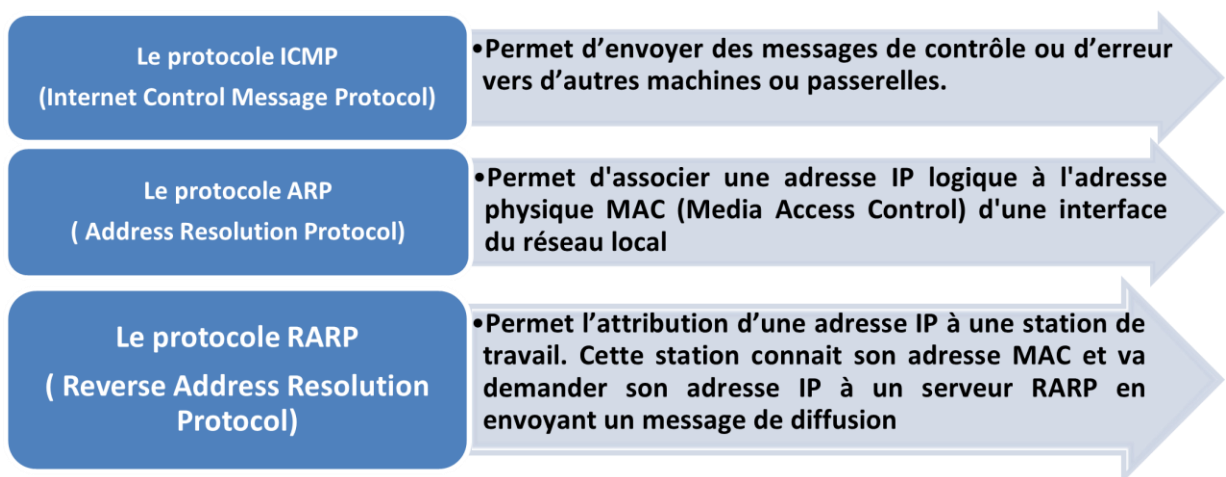 Le protocole ICMP
(Internet Control Message Protocol)
•Permet d’envoyer des messages de contrôle ou d’erreur
vers d’autres machines ou passerelles.
Le protocole ARP
( Address Resolution Protocol)
•Permet d'associer une adresse IP logique à l'adresse
physique MAC (Media Access Control) d'une interface
du réseau local
Le protocole RARP
( Reverse Address Resolution
Protocol)
•Permet l’attribution d’une adresse IP à une station de
travail. Cette station connait son adresse MAC et va
demander son adresse IP à un serveur RARP en
envoyant un message de diffusion